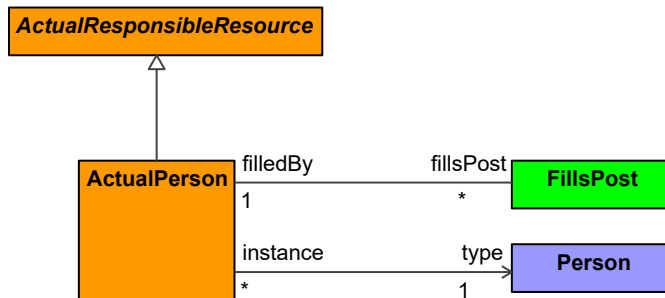 ActualResponsibleResource
ActualPerson
filledBy
fillsPost
FillsPost
1
*
instance
type
Person
*
1